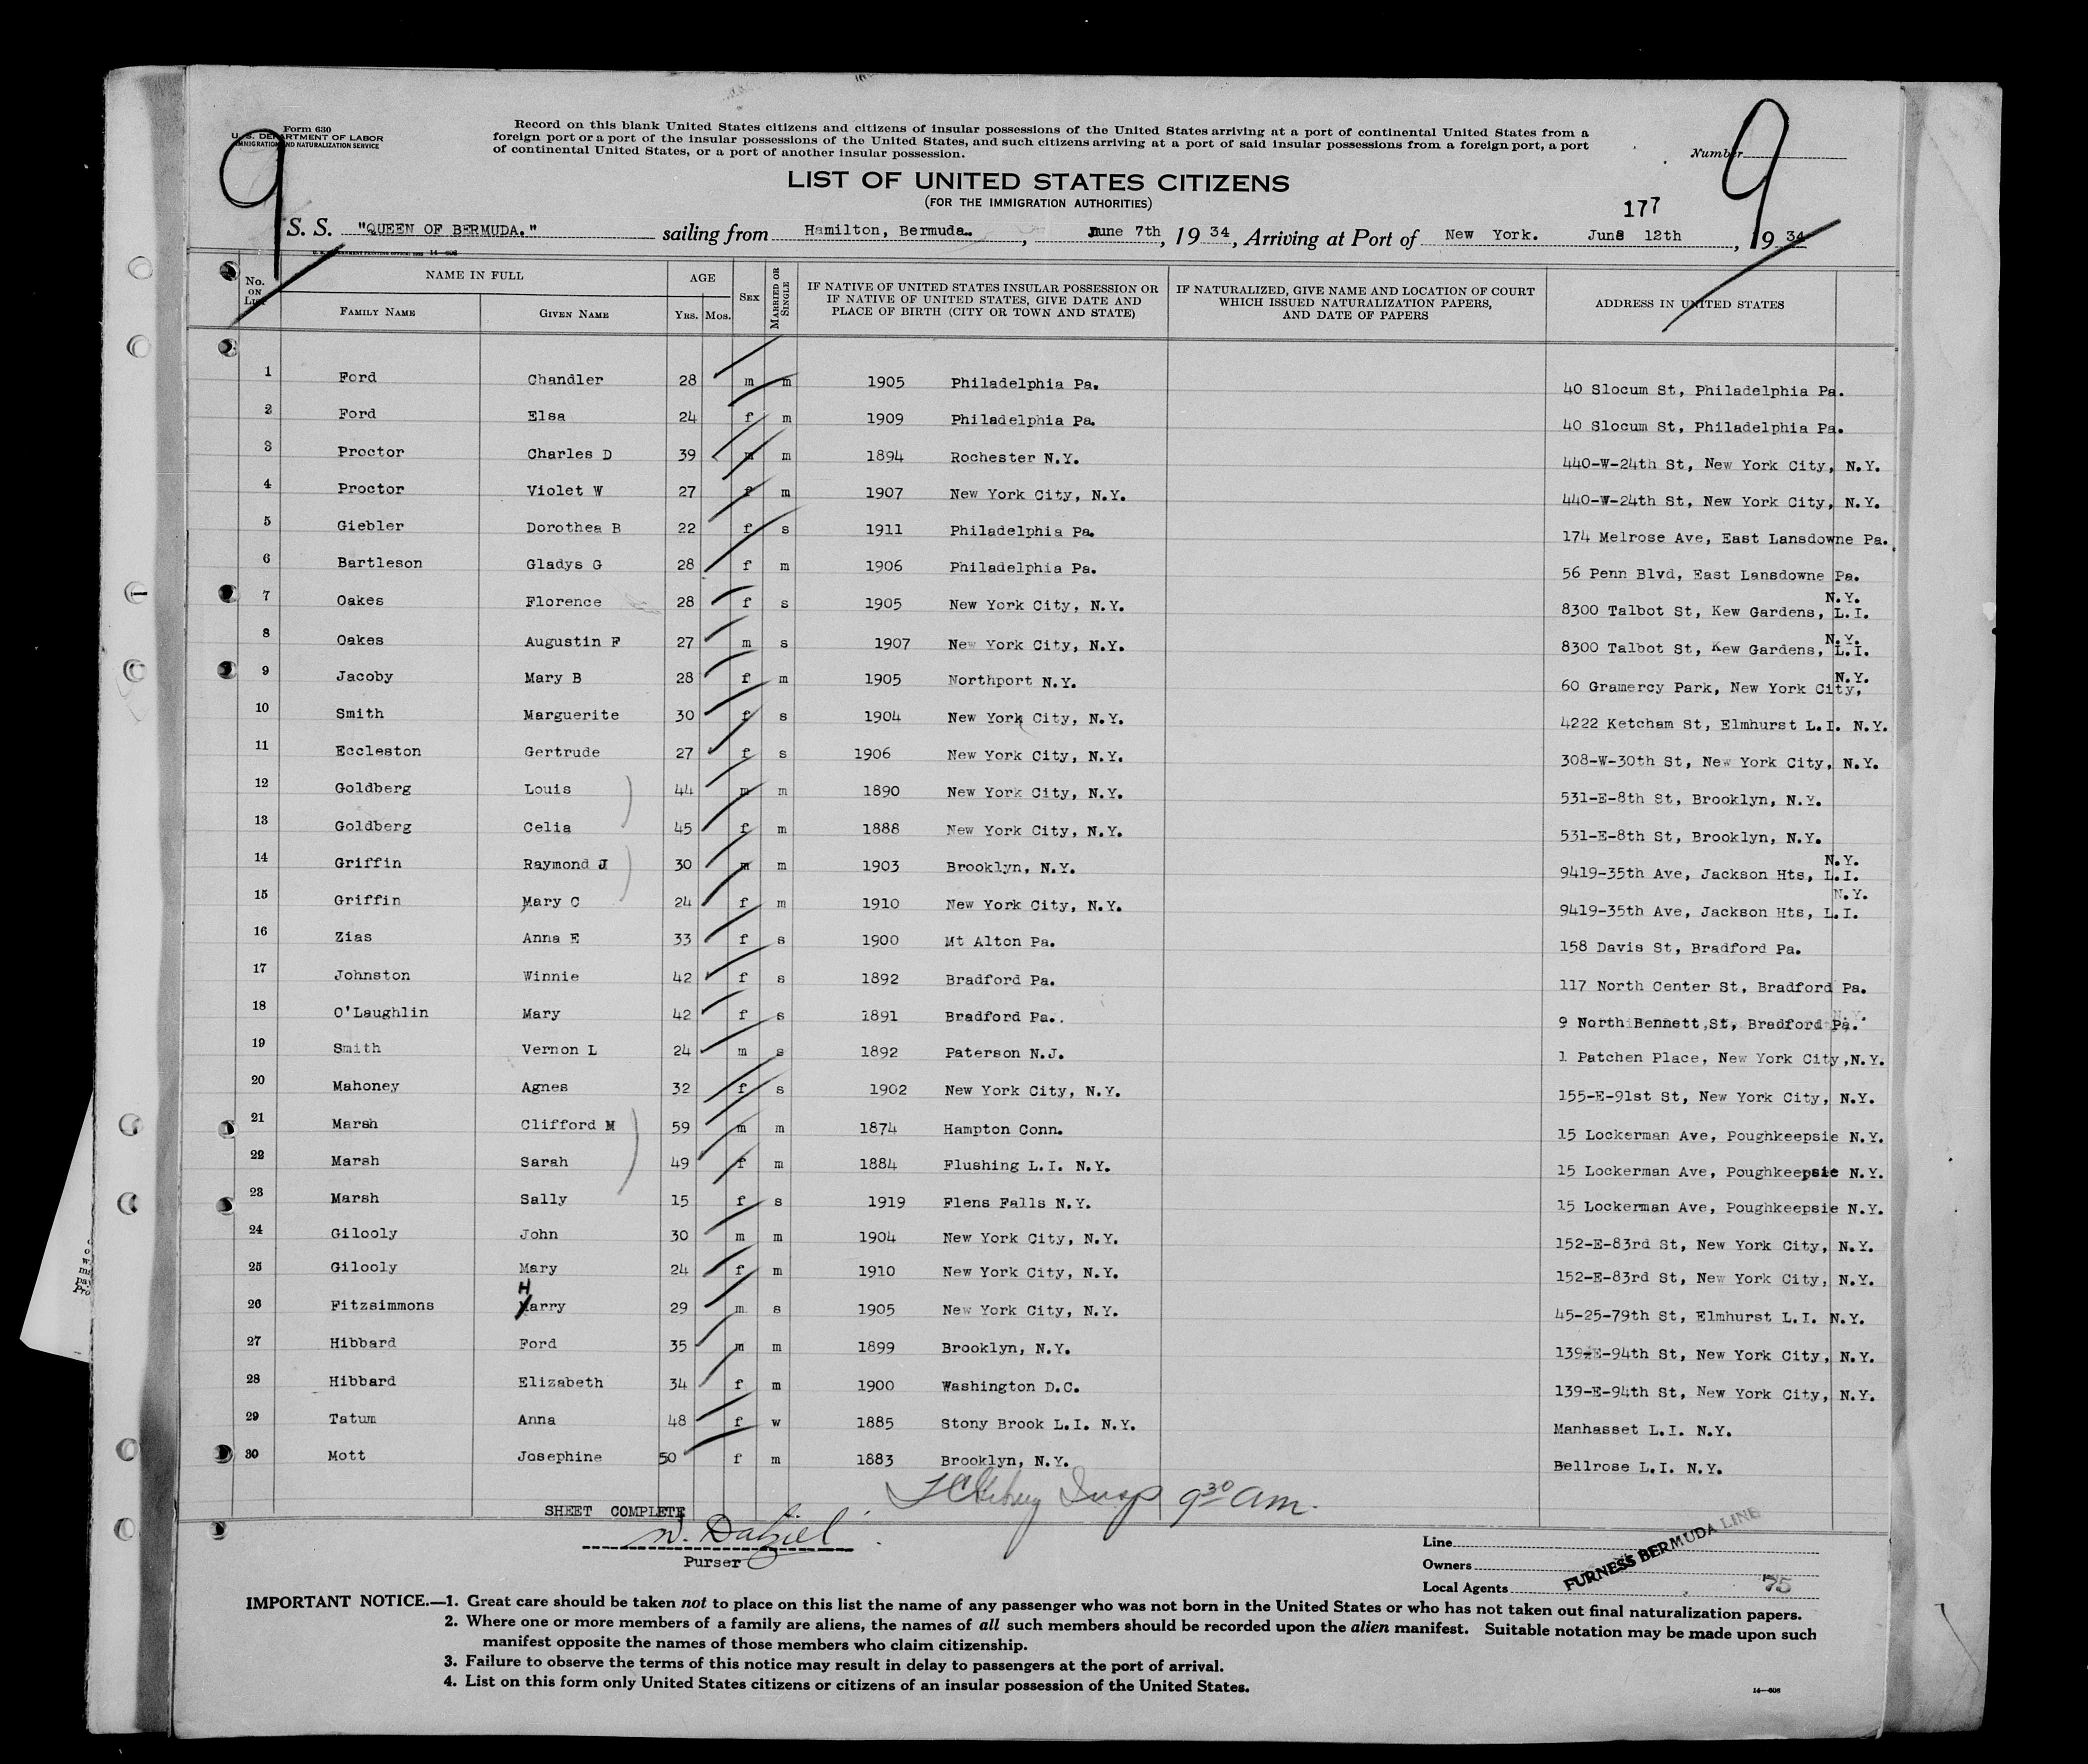 Form 630
U. S. DEPARTMENT OF LABOR
IMMIGRATION AND NATURALIZATION SERVICE
Record on this blank United States citizens and citizens of insular possessions of the United States arriving at a port of continental United States from a
foreign port or a port of the insular possessions of the United States, and such citizens arriving at a port of said insular possessions from a foreign port, a port
of continental United States, or a port of another insular possession.
9
Number
9
LIST OF UNITED STATES CITIZENS
(FOR THE IMMIGRATION AUTHORITIES)
177
S. S. "QUEEN OF BERMUDA." sailing from Hamilton, Bermuda., June 7th, 19 34, Arriving at Port of New York. June 12th, 19 34
No. ON LIST NAME IN FULL FAMILY NAME GIVEN NAME AGE YRS. MOS. SEX MARRIED OR SINGLE IF NATIVE OF UNITED STATES INSULAR POSSESSION OR IF NATIVE OF UNITED STATES, GIVE DATE AND PLACE OF BIRTH (CITY OR TOWN AND STATE) IF NATURALIZED, GIVE NAME AND LOCATION OF COURT WHICH ISSUED NATURALIZATION PAPERS, AND DATE OF PAPERS ADDRESS IN UNITED STATES
1 Ford Chandler 28 m m 1905 Philadelphia Pa. 40 Slocum St, Philadelphia Pa.
2 Ford Elsa 24 f m 1909 Philadelphia Pa. 40 Slocum St, Philadelphia Pa.
3 Proctor Charles D 39 m m 1894 Rochester N.Y. 440-W-24th St, New York City, N.Y.
4 Proctor Violet W 27 f m 1907 New York City, N.Y. 440-W-24th St, New York City, N.Y.
5 Giebler Dorothea B 22 f s 1911 Philadelphia Pa. 174 Melrose Ave, East Lansdowne Pa.
6 Bartleson Gladys G 28 f m 1906 Philadelphia Pa. 56 Penn Blvd, East Lansdowne Pa.
7 Oakes Florence 28 f s 1905 New York City, N.Y. 8300 Talbot St, Kew Gardens, L.I. N.Y.
8 Oakes Augustin F 27 m s 1907 New York City, N.Y. 8300 Talbot St, Kew Gardens, L.I. N.Y.
9 Jacoby Mary B 28 f m 1905 Northport N.Y. 60 Gramercy Park, New York City, N.Y.
10 Smith Marguerite 30 f s 1904 New York City, N.Y. 4222 Ketcham St, Elmhurst L.I. N.Y.
11 Eccleston Gertrude 27 f s 1906 New York City, N.Y. 308-W-30th St, New York City, N.Y.
12 Goldberg Louis 44 m m 1890 New York City, N.Y. 531-E-8th St, Brooklyn, N.Y.
13 Goldberg Celia 45 f m 1888 New York City, N.Y. 531-E-8th St, Brooklyn, N.Y.
14 Griffin Raymond J 30 m m 1903 Brooklyn, N.Y. 9419-35th Ave, Jackson Hts, L.I. N.Y.
15 Griffin Mary C 24 f m 1910 New York City, N.Y. 9419-35th Ave, Jackson Hts, L.I. N.Y.
16 Zias Anna E 33 f s 1900 Mt Alton Pa. 158 Davis St, Bradford Pa.
17 Johnston Winnie 42 f s 1892 Bradford Pa. 117 North Center St, Bradford Pa.
18 O'Laughlin Mary 42 f s 1891 Bradford Pa. 9 North Bennett St, Bradford Pa.
19 Smith Vernon L 24 m s 1892 Paterson N.J. 1 Patchen Place, New York City, N.Y.
20 Mahoney Agnes 32 f s 1902 New York City, N.Y. 155-E-91st St, New York City, N.Y.
21 Marsh Clifford M 59 m m 1874 Hampton Conn. 15 Lockerman Ave, Poughkeepsie N.Y.
22 Marsh Sarah 49 f m 1884 Flushing L.I. N.Y. 15 Lockerman Ave, Poughkeepsie N.Y.
23 Marsh Sally 15 f s 1919 Flens Falls N.Y. 15 Lockerman Ave, Poughkeepsie N.Y.
24 Gilooly John 30 m m 1904 New York City, N.Y. 152-E-83rd St, New York City, N.Y.
25 Gilooly Mary 24 f m 1910 New York City, N.Y. 152-E-83rd St, New York City, N.Y.
26 Fitzsimmons Harry 29 m s 1905 New York City, N.Y. 45-25-79th St, Elmhurst L.I. N.Y.
27 Hibbard Ford 35 m m 1899 Brooklyn, N.Y. 139-E-94th St, New York City, N.Y.
28 Hibbard Elizabeth 34 f m 1900 Washington D.C. 139-E-94th St, New York City, N.Y.
29 Tatum Anna 48 f w 1885 Stony Brook L.I. N.Y. Manhasset L.I. N.Y.
30 Mott Josephine 50 f m 1883 Brooklyn, N.Y. Bellrose L.I. N.Y.
Insp 9 30 am.
SHEET COMPLETE
W. Dalziel
Purser
Line
Owners
Local Agents
FURNESS BERMUDA LINE
75
IMPORTANT NOTICE.—1. Great care should be taken not to place on this list the name of any passenger who was not born in the United States or who has not taken out final naturalization papers.
2. Where one or more members of a family are aliens, the names of all such members should be recorded upon the alien manifest. Suitable notation may be made upon such
manifest opposite the names of those members who claim citizenship.
3. Failure to observe the terms of this notice may result in delay to passengers at the port of arrival.
4. List on this form only United States citizens or citizens of an insular possession of the United States.
14—608